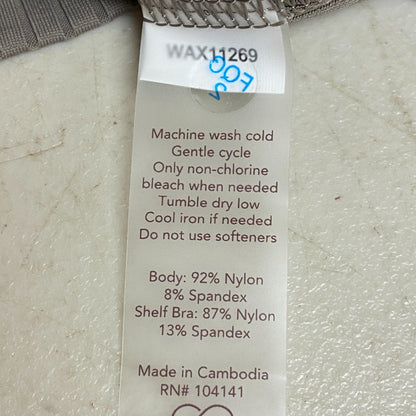 WAX11269
Machine wash cold
Gentle cycle
Only non-chlorine
bleach when needed
Tumble dry low
Cool iron if needed
Do not use softeners
Body: 92% Nylon
8% Spandex
Shelf Bra: 87% Nylon
13% Spandex
Made in Cambodia
RN# 104141